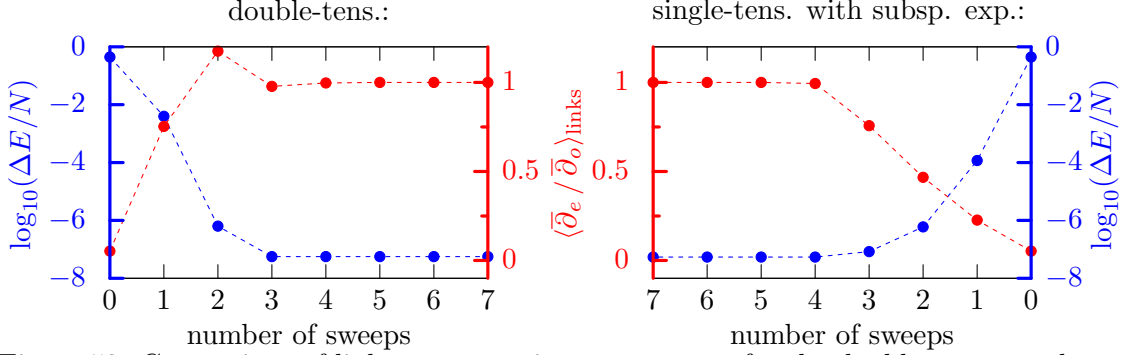 double-tens.:
0
−2
−4
−6
−8
log₁₀(ΔE/N)
1
0.5
0
⟨∂̅ₑ/∂̅ₒ⟩links
0 1 2 3 4 5 6 7
number of sweeps
single-tens. with subsp. exp.:
1
0.5
0
0
−2
−4
−6
−8
log₁₀(ΔE/N)
7 6 5 4 3 2 1 0
number of sweeps